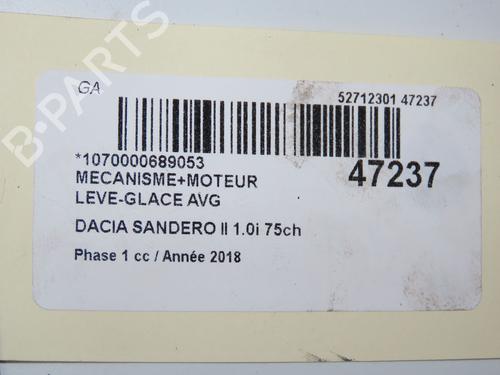 GA
52712301 47237
*1070000689053
47237
MECANISME+MOTEUR
LEVE-GLACE AVG
DACIA SANDERO II 1.0i 75ch
Phase 1 cc / Année 2018
B-PARTS